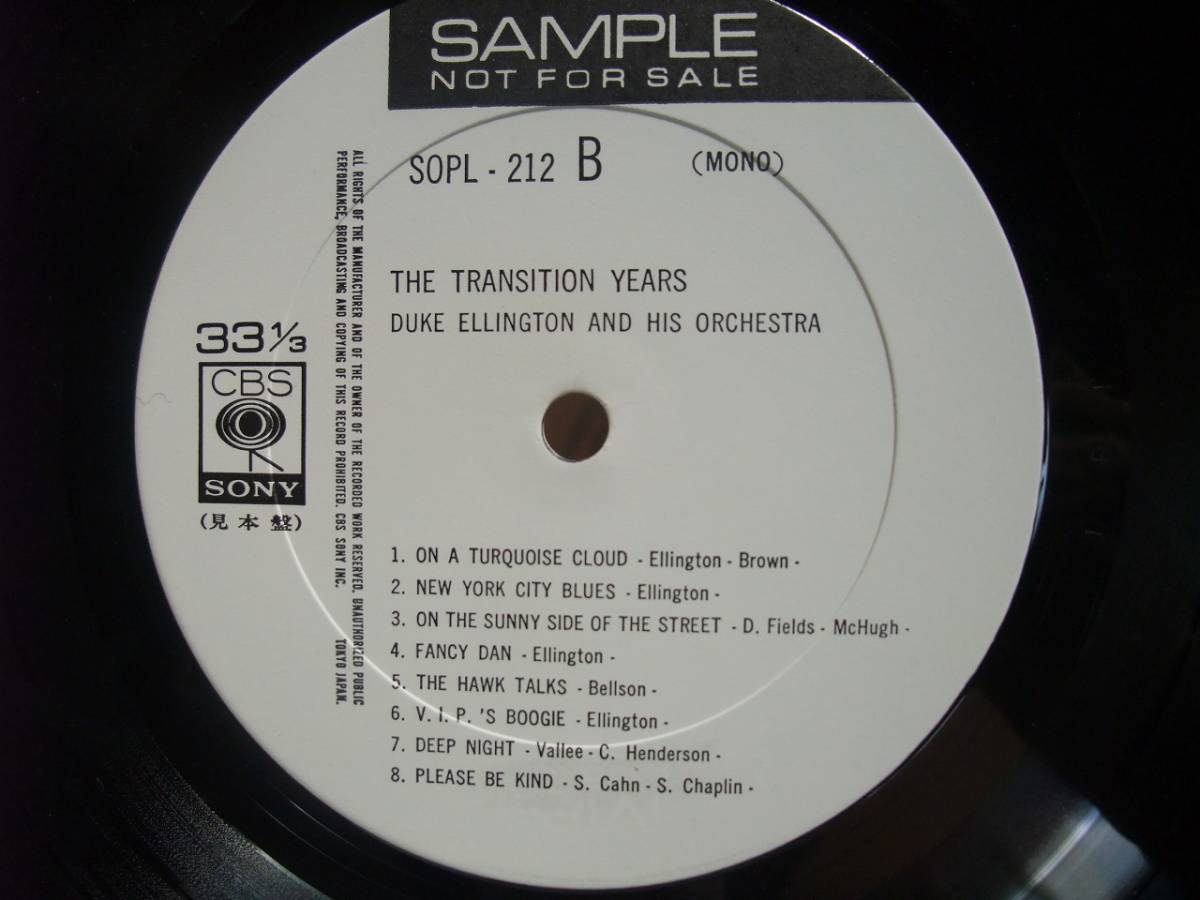 SAMPLE
NOT FOR SALE
SOPL - 212 B (MONO)
THE TRANSITION YEARS
DUKE ELLINGTON AND HIS ORCHESTRA
33⅓
CBS
SONY
(見本盤)
ALL RIGHTS OF THE MANUFACTURER AND OF THE OWNER OF THE RECORDED WORK RESERVED. UNAUTHORIZED PUBLIC
PERFORMANCE, BROADCASTING AND COPYING OF THIS RECORD PROHIBITED. CBS SONY INC. TOKYO JAPAN.
1. ON A TURQUOISE CLOUD - Ellington - Brown -
2. NEW YORK CITY BLUES - Ellington -
3. ON THE SUNNY SIDE OF THE STREET - D. Fields - McHugh -
4. FANCY DAN - Ellington -
5. THE HAWK TALKS - Bellson -
6. V. I. P. 'S BOOGIE - Ellington -
7. DEEP NIGHT - Vallee - C. Henderson -
8. PLEASE BE KIND - S. Cahn - S. Chaplin -